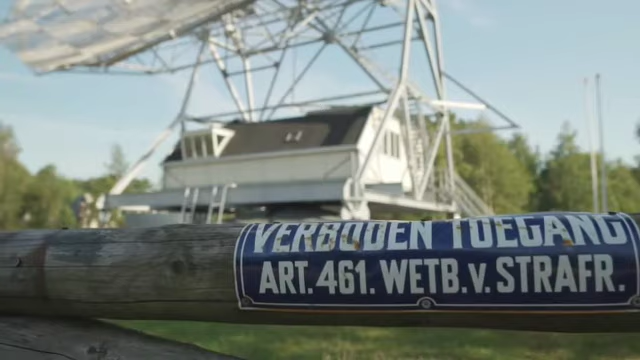 VERBODEN TOEGANG
ART. 461. WETB. v. STRAFR.